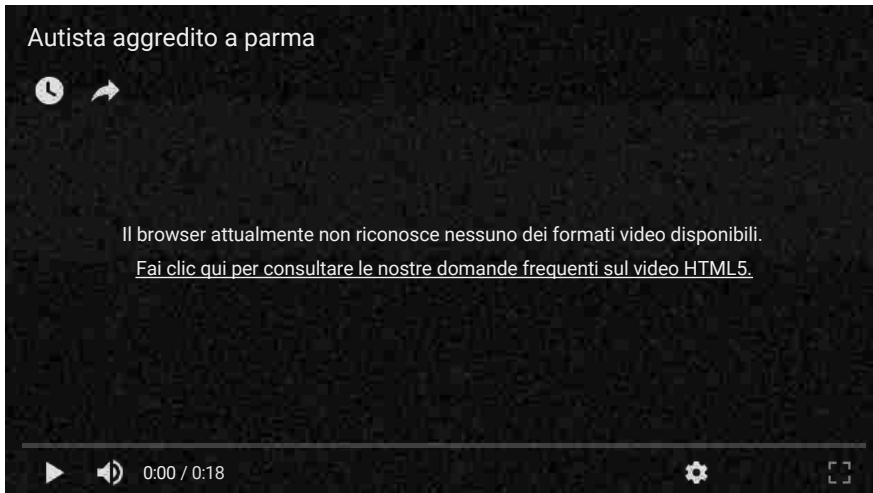 Autista aggredito a parma
Il browser attualmente non riconosce nessuno dei formati video disponibili.
Fai clic qui per consultare le nostre domande frequenti sul video HTML5.
0:00 / 0:18